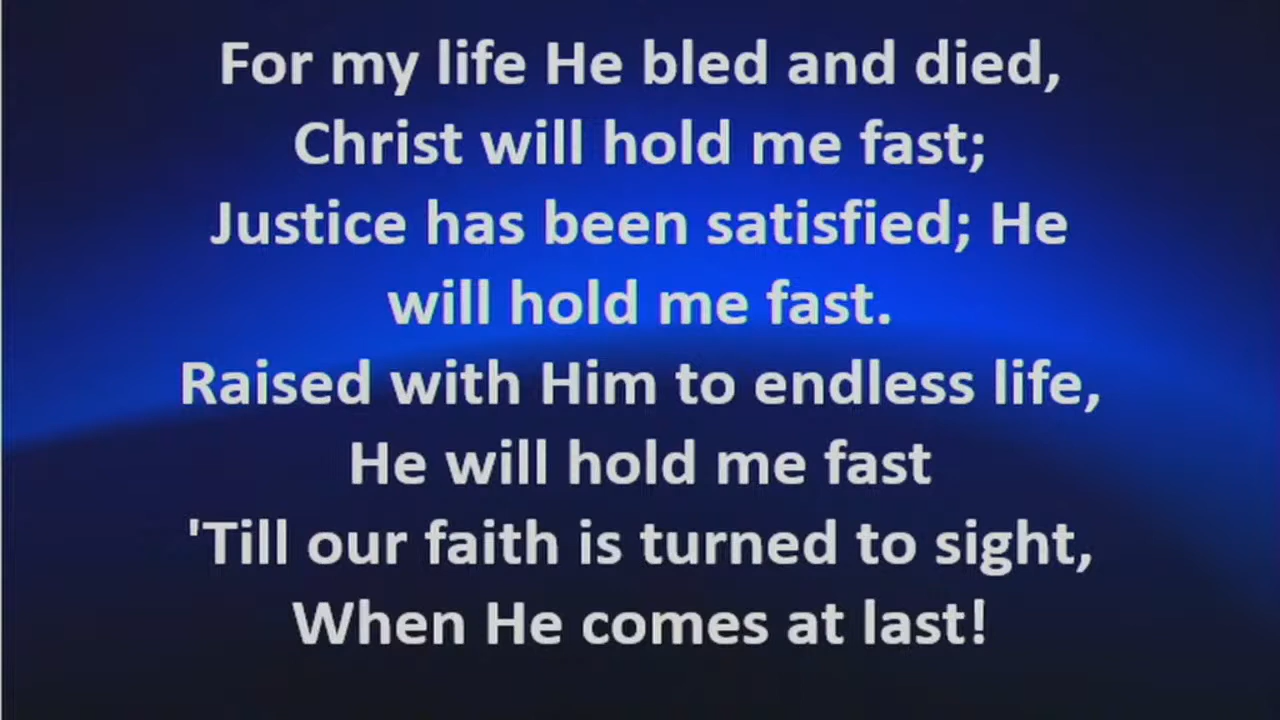 For my life He bled and died,
Christ will hold me fast;
Justice has been satisfied; He
will hold me fast.
Raised with Him to endless life,
He will hold me fast
'Till our faith is turned to sight,
When He comes at last!